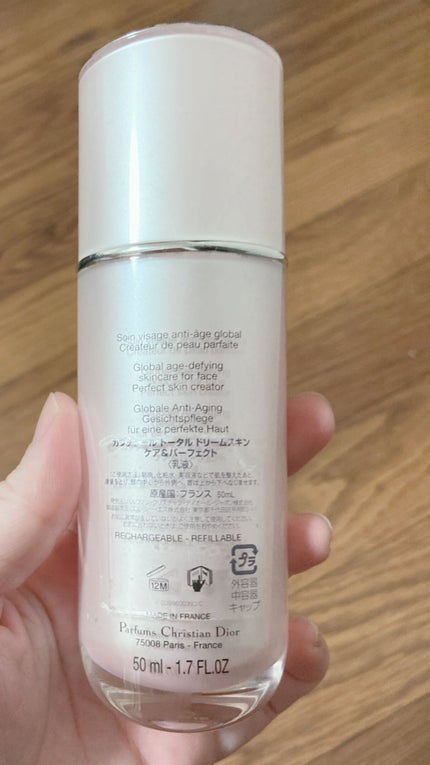 Soin visage anti-âge global
Créateur de peau parfaite
Global age-defying
skincare for face
Perfect skin creator
Globale Anti-Aging
Gesichtspflege
für eine perfekte Haut
カプチュール トータル ドリームスキン
ケア&パーフェクト
〈乳液〉
原産国:フランス 50mL
RECHARGEABLE - REFILLABLE
プラ
12M
外容器
中容器
キャップ
MADE IN FRANCE
Parfums Christian Dior
75008 Paris - France
50 ml - 1.7 FL.OZ